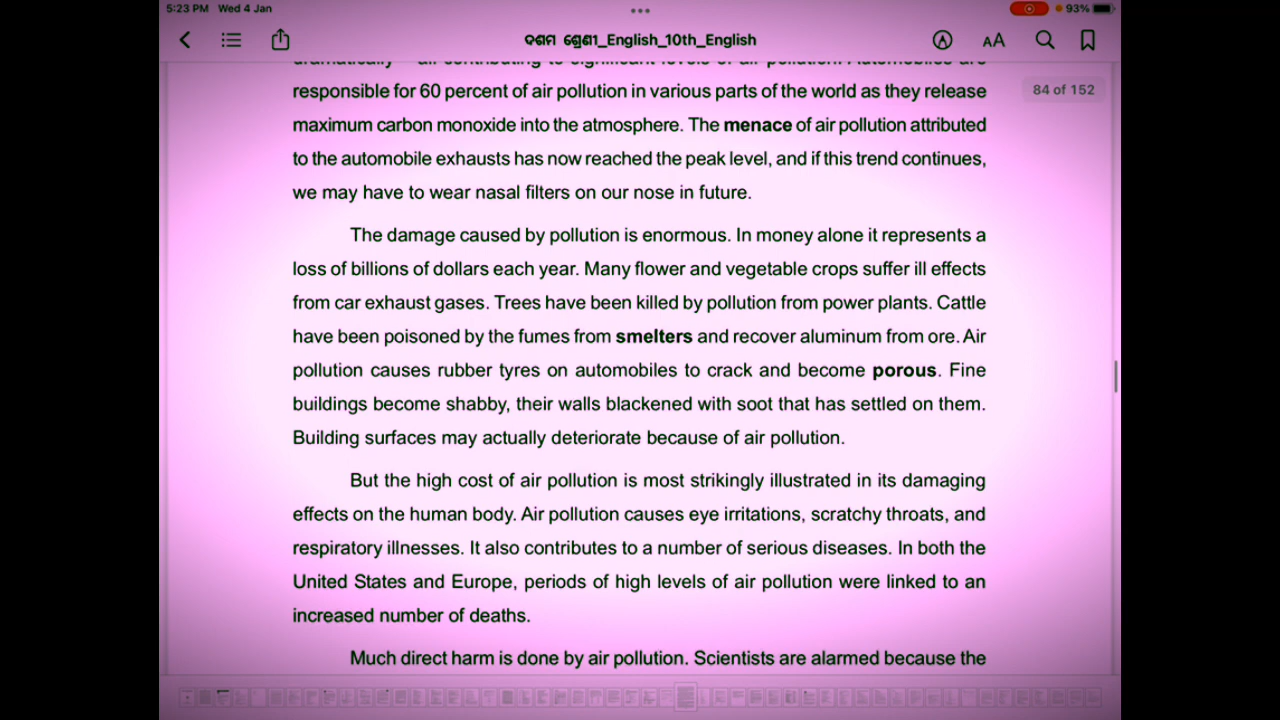 5:23 PM Wed 4 Jan
93%
ଦଶମ ଶ୍ରେଣୀ_English_10th_English
AA
84 of 152
dramatically - all contributing to significant levels of air pollution. Automobiles are
responsible for 60 percent of air pollution in various parts of the world as they release
maximum carbon monoxide into the atmosphere. The menace of air pollution attributed
to the automobile exhausts has now reached the peak level, and if this trend continues,
we may have to wear nasal filters on our nose in future.
The damage caused by pollution is enormous. In money alone it represents a
loss of billions of dollars each year. Many flower and vegetable crops suffer ill effects
from car exhaust gases. Trees have been killed by pollution from power plants. Cattle
have been poisoned by the fumes from smelters and recover aluminum from ore. Air
pollution causes rubber tyres on automobiles to crack and become porous. Fine
buildings become shabby, their walls blackened with soot that has settled on them.
Building surfaces may actually deteriorate because of air pollution.
But the high cost of air pollution is most strikingly illustrated in its damaging
effects on the human body. Air pollution causes eye irritations, scratchy throats, and
respiratory illnesses. It also contributes to a number of serious diseases. In both the
United States and Europe, periods of high levels of air pollution were linked to an
increased number of deaths.
Much direct harm is done by air pollution. Scientists are alarmed because the